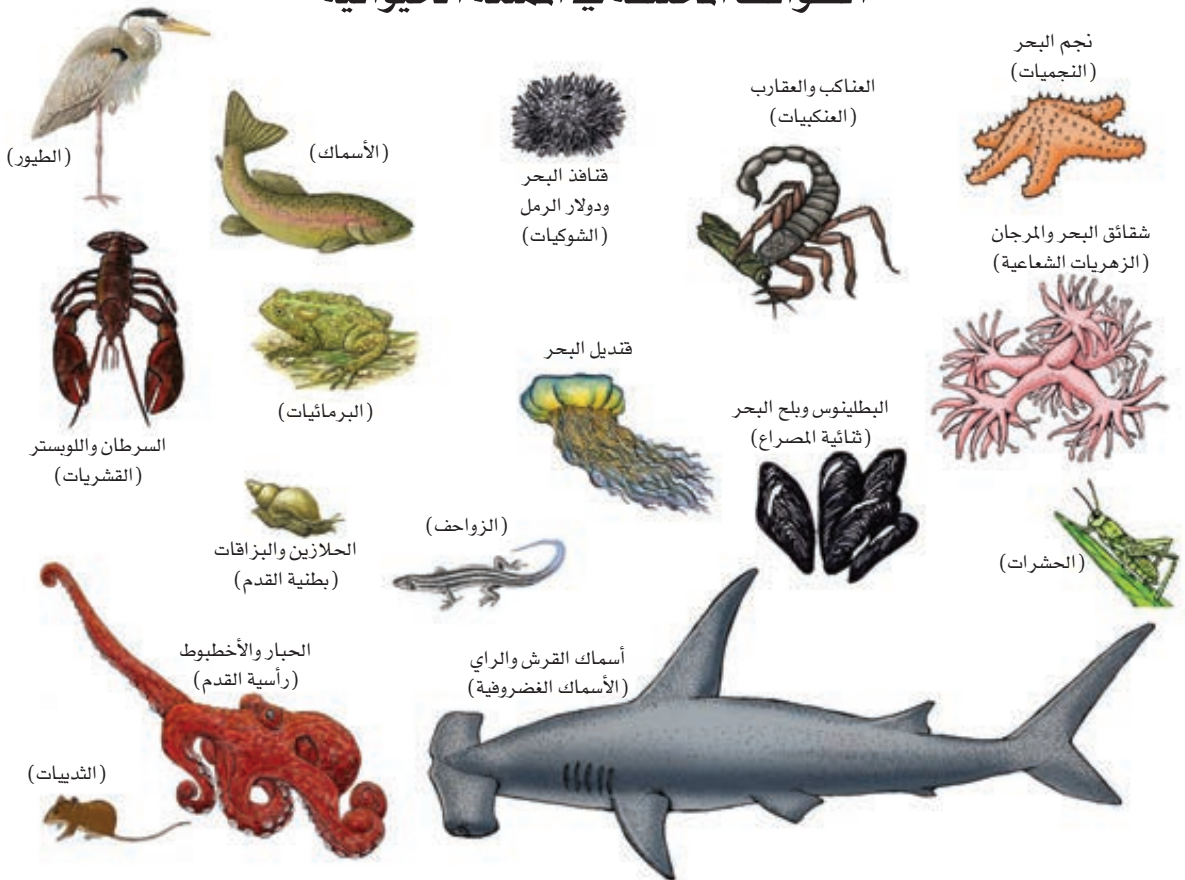 نجم البحر
(النجميات)
العناكب والعقارب
(العنكبيات)
(الأسماك)
(الطيور)
قنافذ البحر
ودولار الرمل
(الشوكيات)
شقائق البحر والمرجان
(الزهريات الشعاعية)
قنديل البحر
البطلينوس وبلح البحر
(ثنائية المصراع)
(البرمائيات)
السرطان واللوبستر
(القشريات)
(الزواحف)
الحلازين والبزاقات
(بطنية القدم)
(الحشرات)
الحبار والأخطبوط
(رأسية القدم)
أسماك القرش والراي
(الأسماك الغضروفية)
(الثدييات)